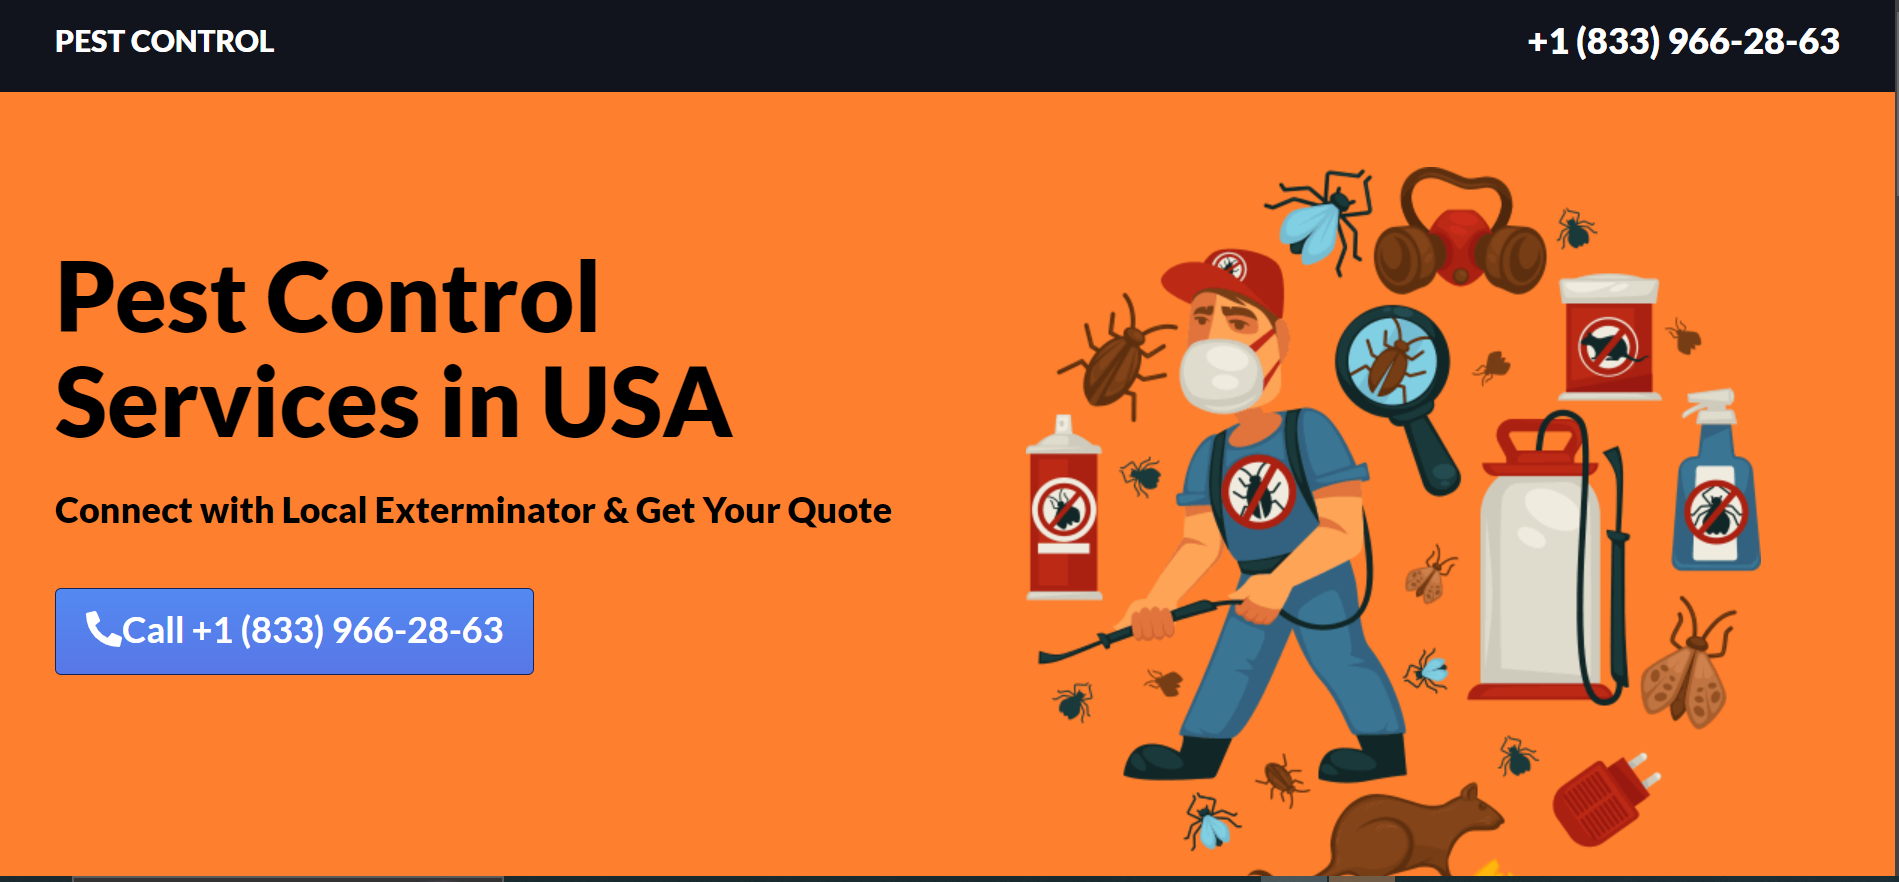 PEST CONTROL
+1 (833) 966-28-63
Pest Control
Services in USA
Connect with Local Exterminator & Get Your Quote
Call +1 (833) 966-28-63